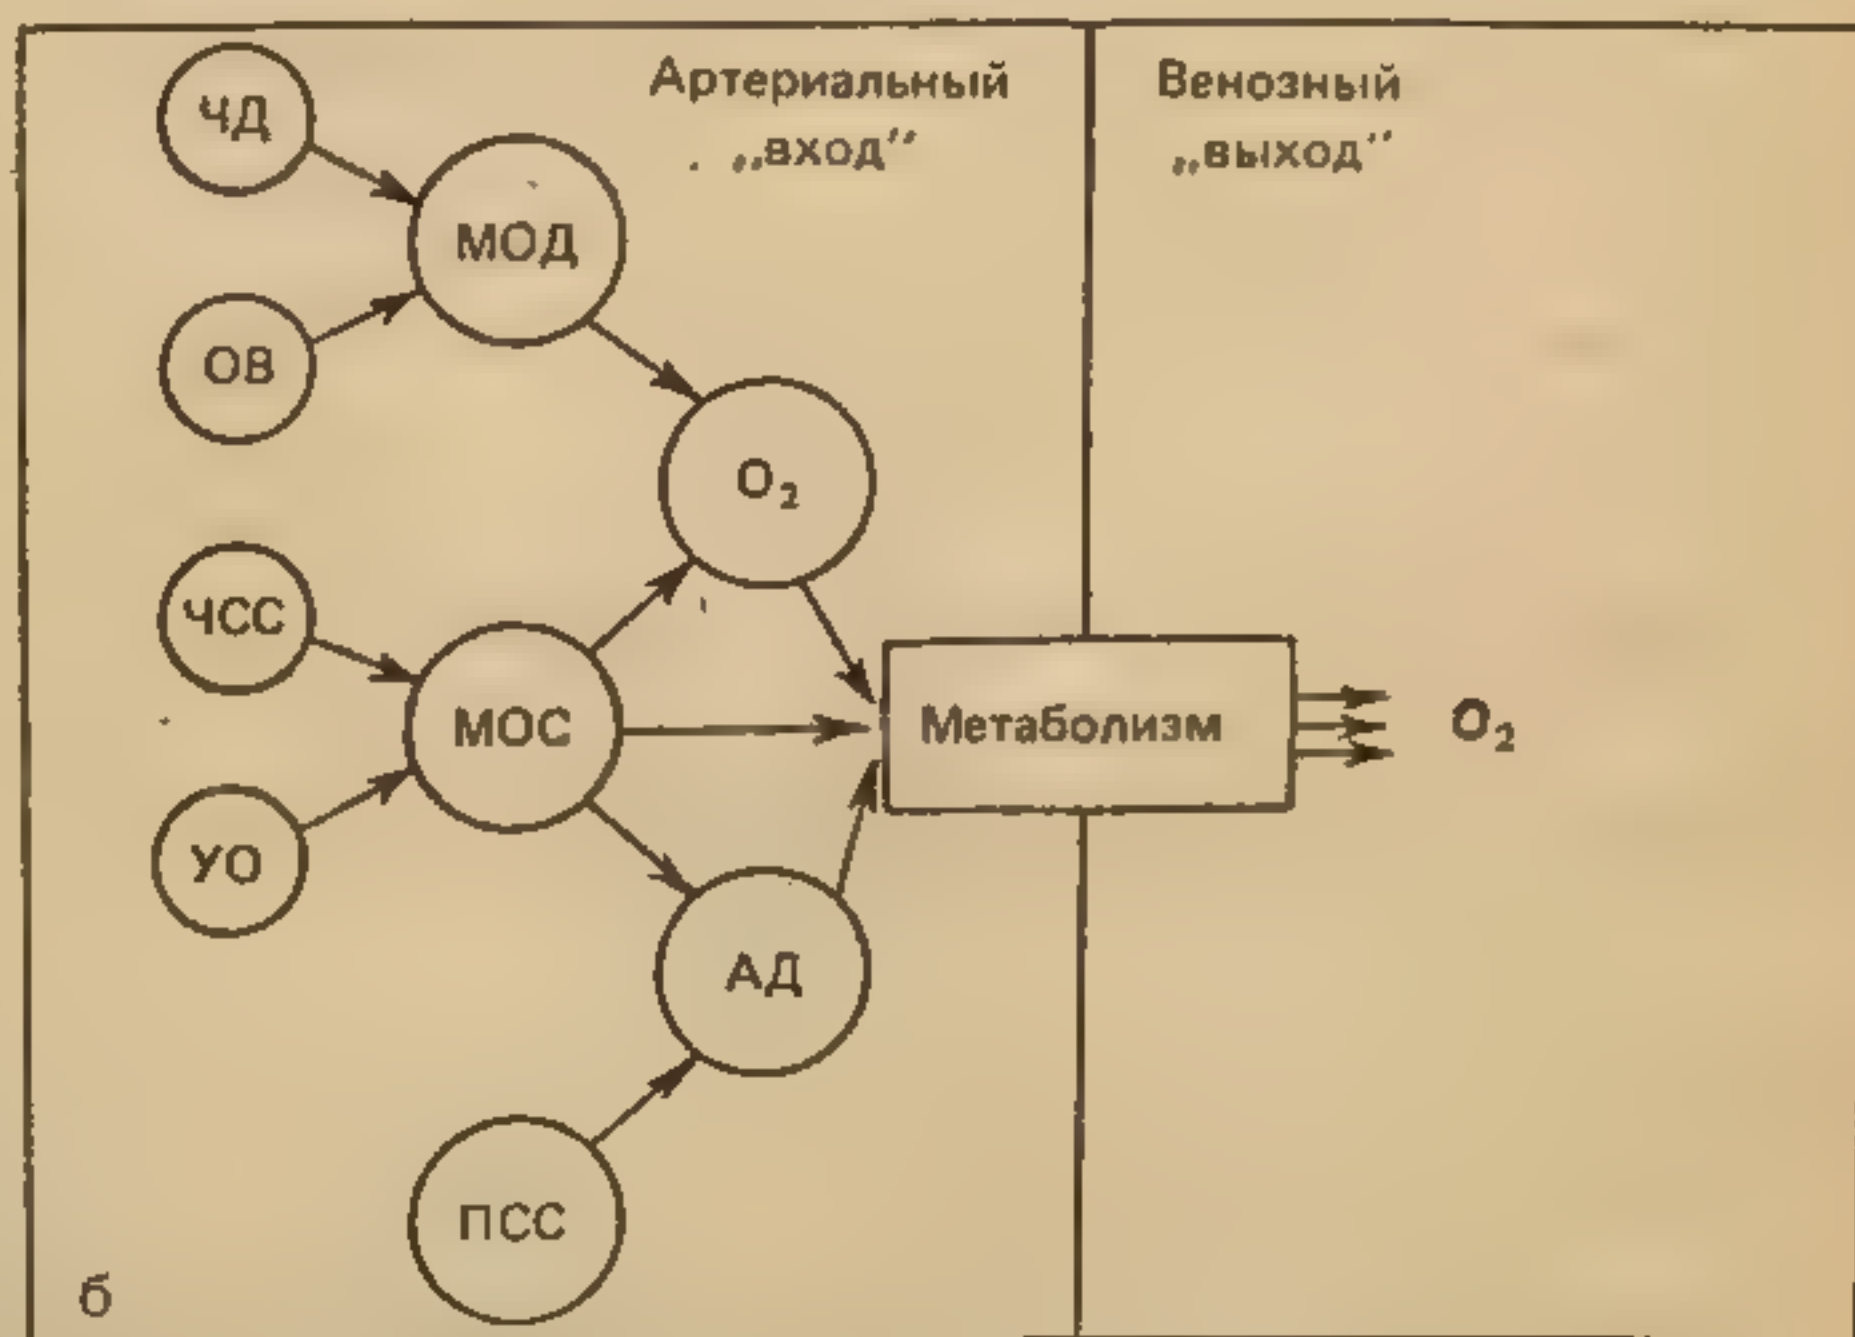 Артериальный
„вход”
Венозный
„выход”
ЧД
МОД
ОВ
O₂
ЧСС
МОС
Метаболизм
O₂
УО
АД
ПСС
б